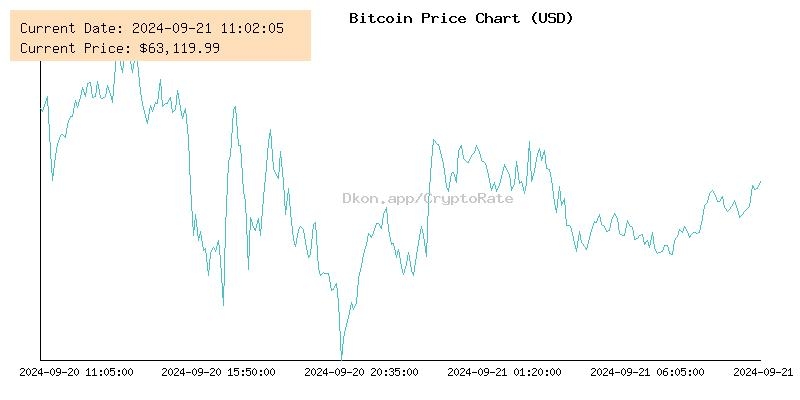 Bitcoin Price Chart (USD)
Current Date: 2024-09-21 11:02:05
Current Price: $63,119.99
Dkon.app/CryptoRate
2024-09-20 11:05:00 2024-09-20 15:50:00 2024-09-20 20:35:00 2024-09-21 01:20:00 2024-09-21 06:05:00 2024-09-21